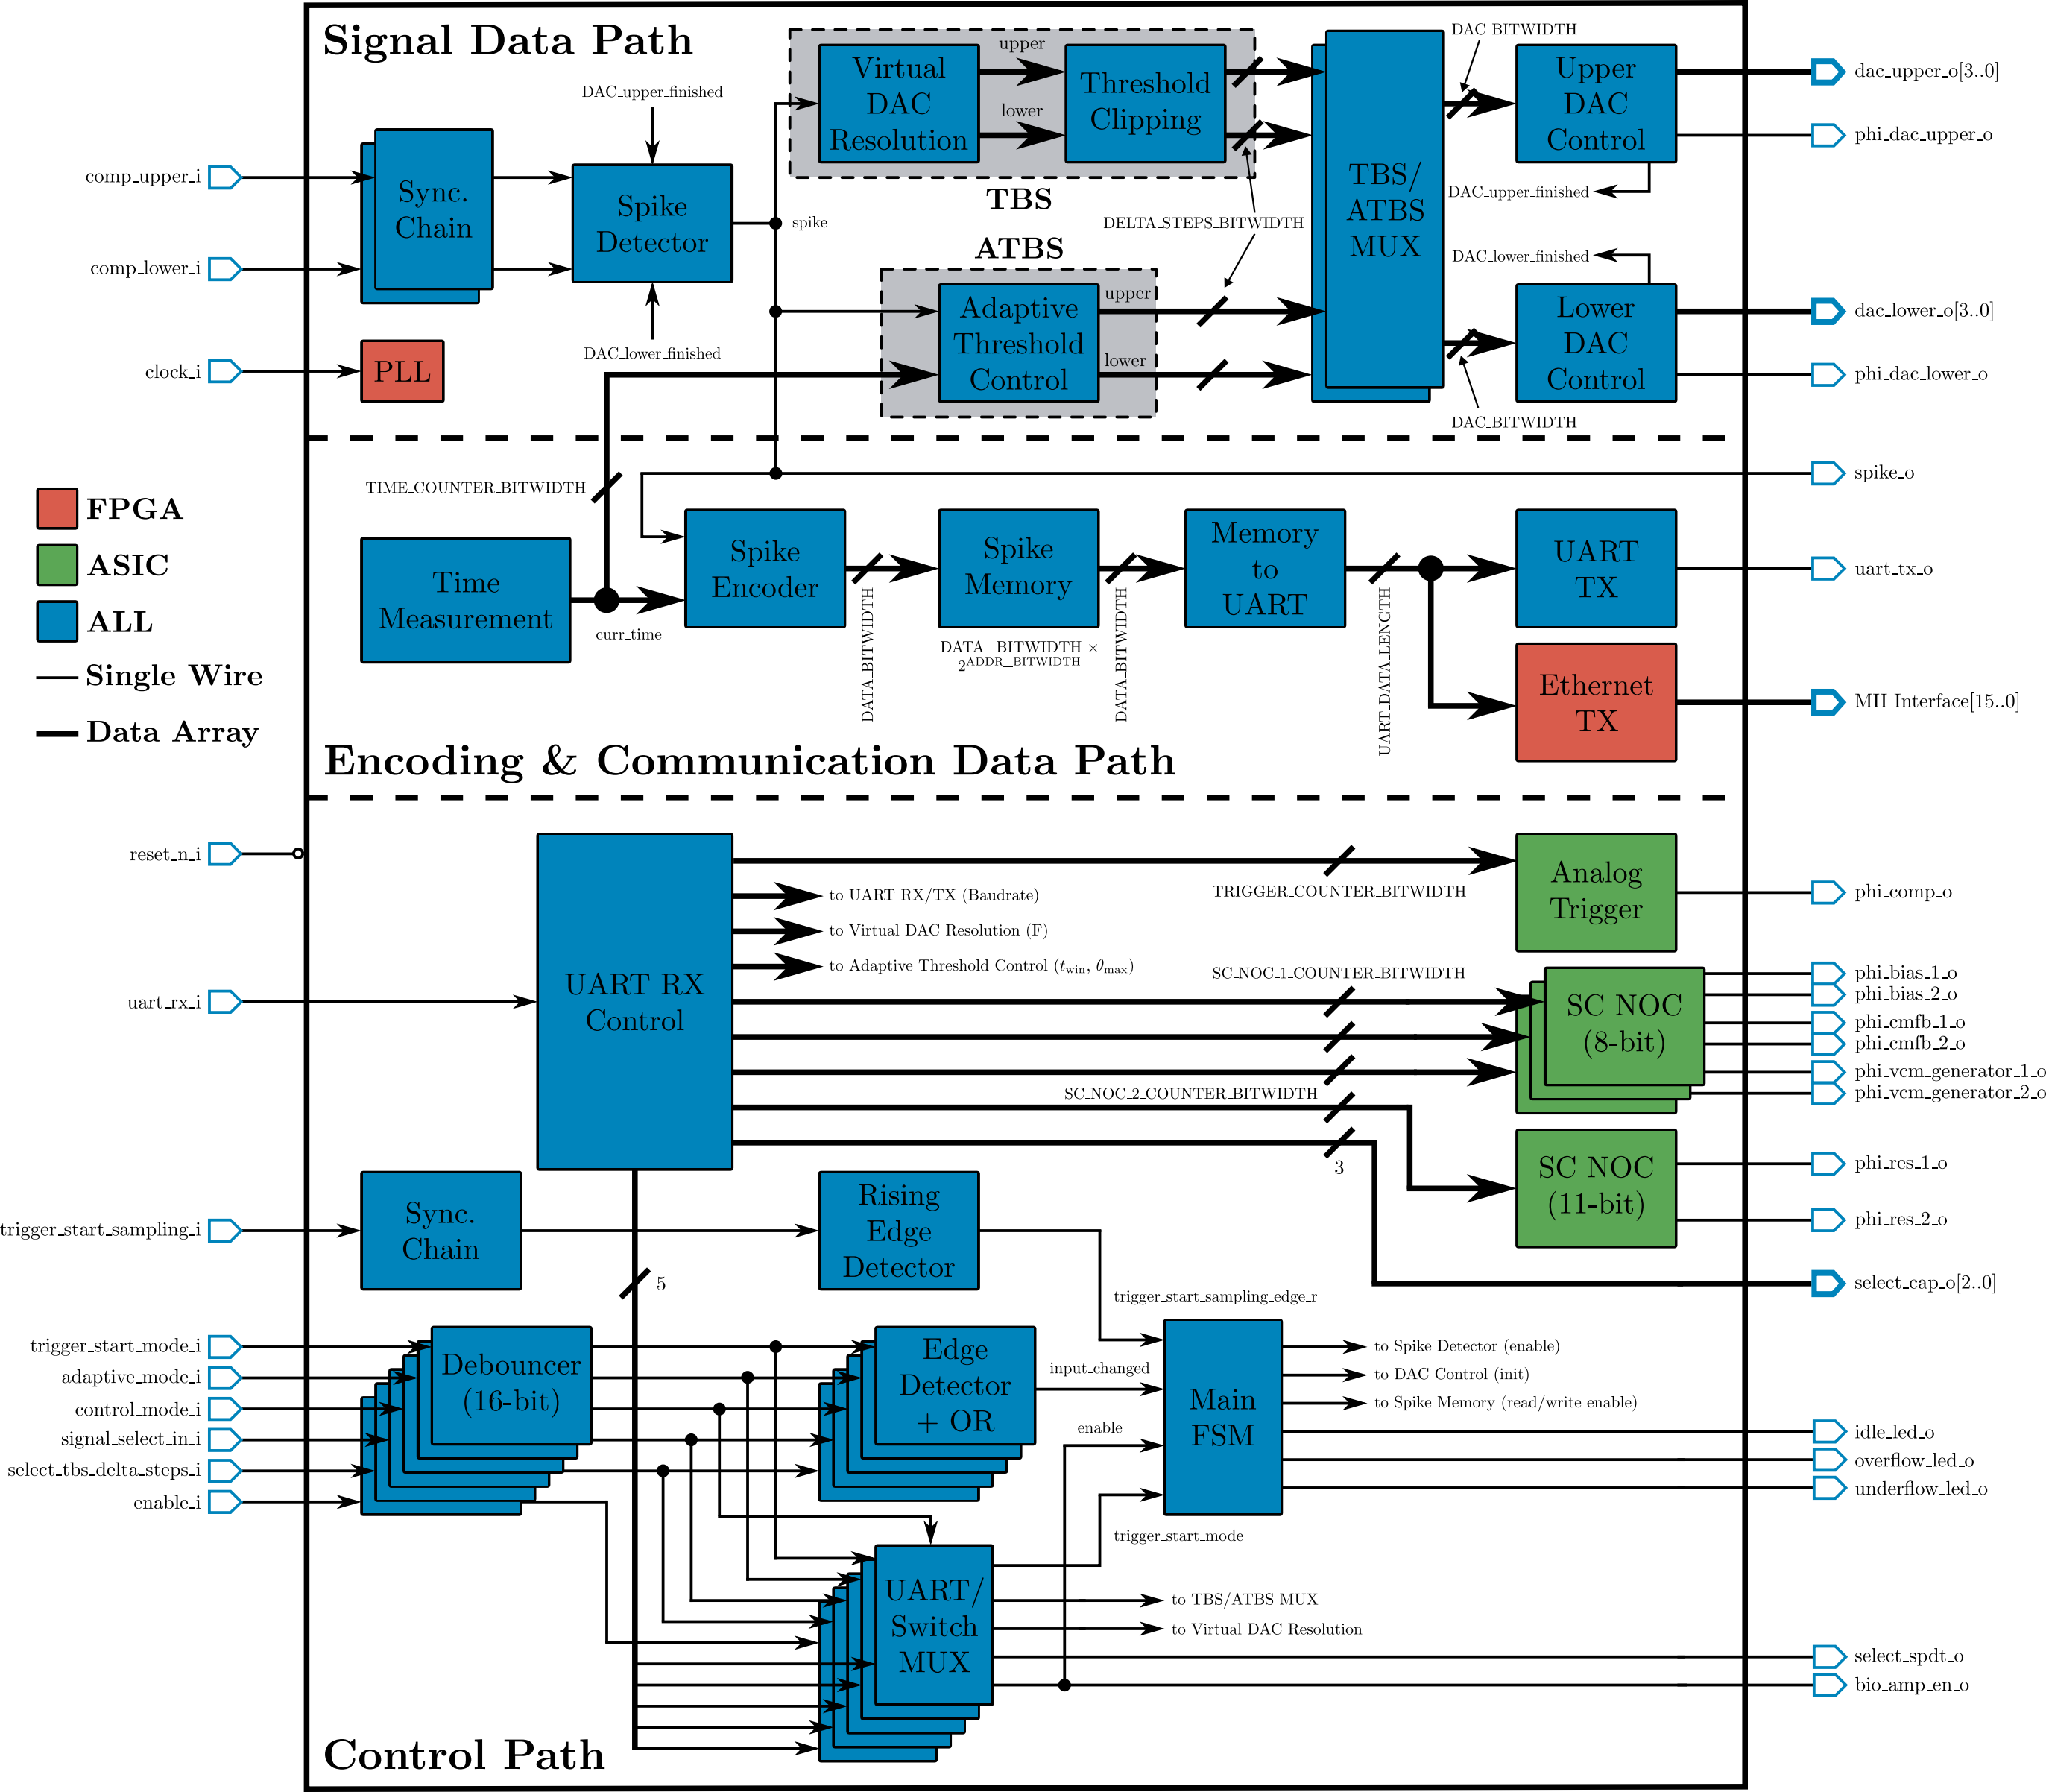 Signal Data Path
DAC_upper_finished
comp_upper_i
comp_lower_i
clock_i
Sync.
Chain
PLL
Spike
Detector
DAC_lower_finished
spike
Virtual
DAC
Resolution
upper
lower
Threshold
Clipping
TBS
DELTA_STEPS_BITWIDTH
ATBS
Adaptive
Threshold
Control
upper
lower
TBS/
ATBS
MUX
DAC_BITWIDTH
Upper
DAC
Control
DAC_upper_finished
DAC_lower_finished
Lower
DAC
Control
DAC_BITWIDTH
dac_upper_o[3..0]
phi_dac_upper_o
dac_lower_o[3..0]
phi_dac_lower_o
FPGA
ASIC
ALL
Single Wire
Data Array
TIME_COUNTER_BITWIDTH
Time
Measurement
curr_time
Spike
Encoder
DATA_BITWIDTH
Spike
Memory
DATA_BITWIDTH ×
2^ADDR_BITWIDTH
DATA_BITWIDTH
Memory
to
UART
UART_DATA_LENGTH
UART
TX
Ethernet
TX
spike_o
uart_tx_o
MII Interface[15..0]
Encoding & Communication Data Path
reset_n_i
uart_rx_i
UART RX
Control
TRIGGER_COUNTER_BITWIDTH
to UART RX/TX (Baudrate)
to Virtual DAC Resolution (F)
to Adaptive Threshold Control (t_win, θ_max)
SC_NOC_1_COUNTER_BITWIDTH
SC_NOC_2_COUNTER_BITWIDTH
3
5
Analog
Trigger
SC NOC
(8-bit)
SC NOC
(11-bit)
phi_comp_o
phi_bias_1_o
phi_bias_2_o
phi_cmfb_1_o
phi_cmfb_2_o
phi_vcm_generator_1_o
phi_vcm_generator_2_o
phi_res_1_o
phi_res_2_o
select_cap_o[2..0]
trigger_start_sampling_i
Sync.
Chain
Rising
Edge
Detector
trigger_start_sampling_edge_r
trigger_start_mode_i
adaptive_mode_i
control_mode_i
signal_select_in_i
select_tbs_delta_steps_i
enable_i
Debouncer
(16-bit)
Edge
Detector
+ OR
input_changed
enable
trigger_start_mode
Main
FSM
to Spike Detector (enable)
to DAC Control (init)
to Spike Memory (read/write enable)
idle_led_o
overflow_led_o
underflow_led_o
UART/
Switch
MUX
to TBS/ATBS MUX
to Virtual DAC Resolution
select_spdt_o
bio_amp_en_o
Control Path